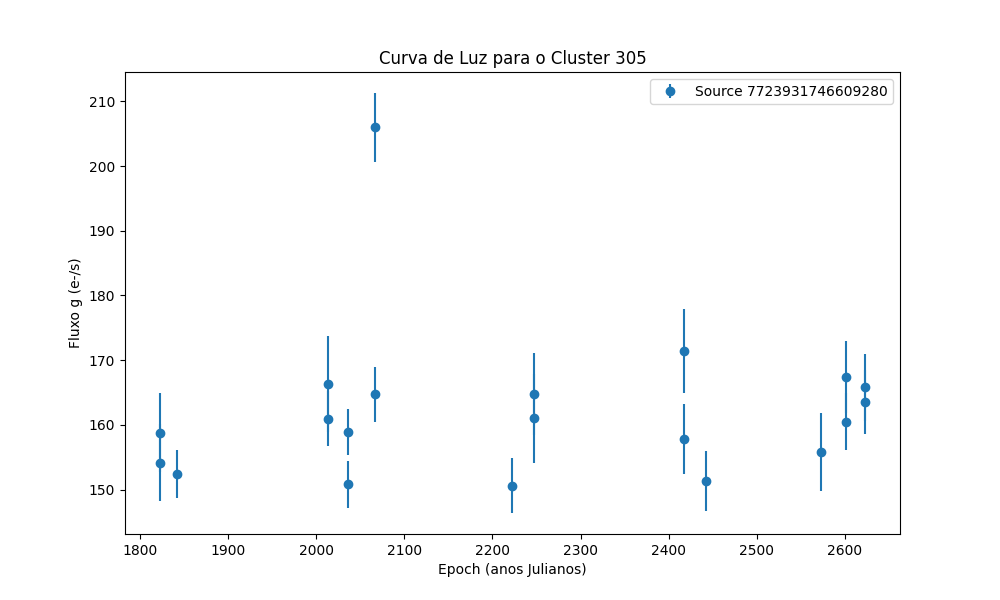 Curva de Luz para o Cluster 305
Source 7723931746609280
Fluxo g (e-/s)
210
200
190
180
170
160
150
1800 1900 2000 2100 2200 2300 2400 2500 2600
Epoch (anos Julianos)